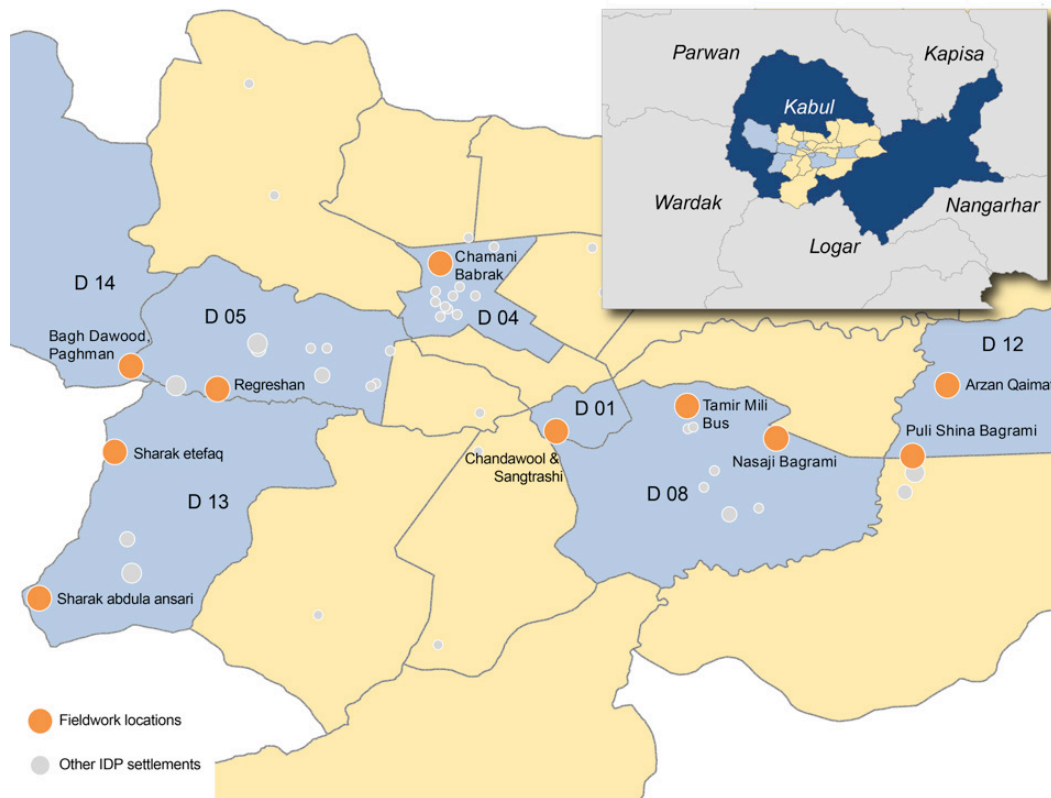 Parwan
Kapisa
Kabul
Wardak
Nangarhar
Logar
Chamani
Babrak
D 14
D 05
D 04
Bagh Dawood,
Paghman
D 12
Regreshan
Arzan Qaimat
D 01
Tamir Mili
Bus
Puli Shina Bagrami
Sharak etefaq
Chandawool &
Sangtrashi
Nasaji Bagrami
D 08
D 13
Sharak abdula ansari
Fieldwork locations
Other IDP settlements